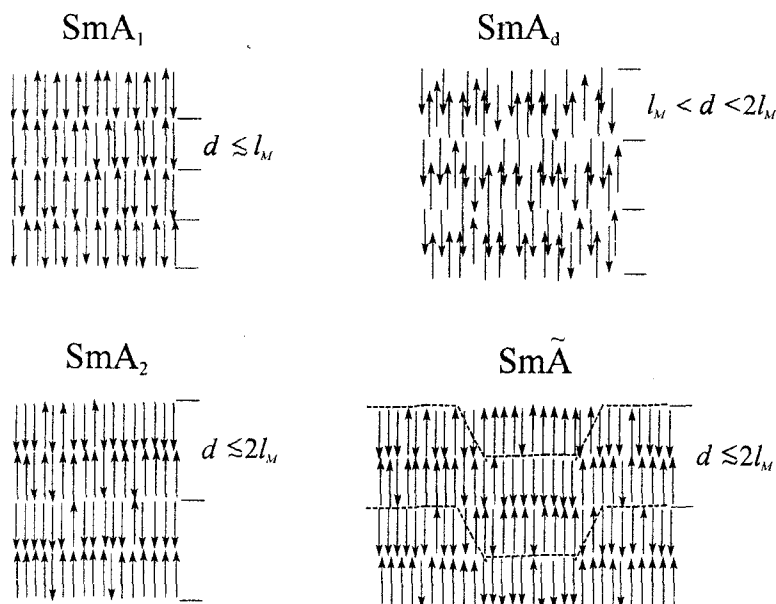 SmA₁
d ≲ l_M
SmA_d
l_M < d < 2l_M
SmA₂
d ≲ 2l_M
SmÃ
d ≲ 2l_M